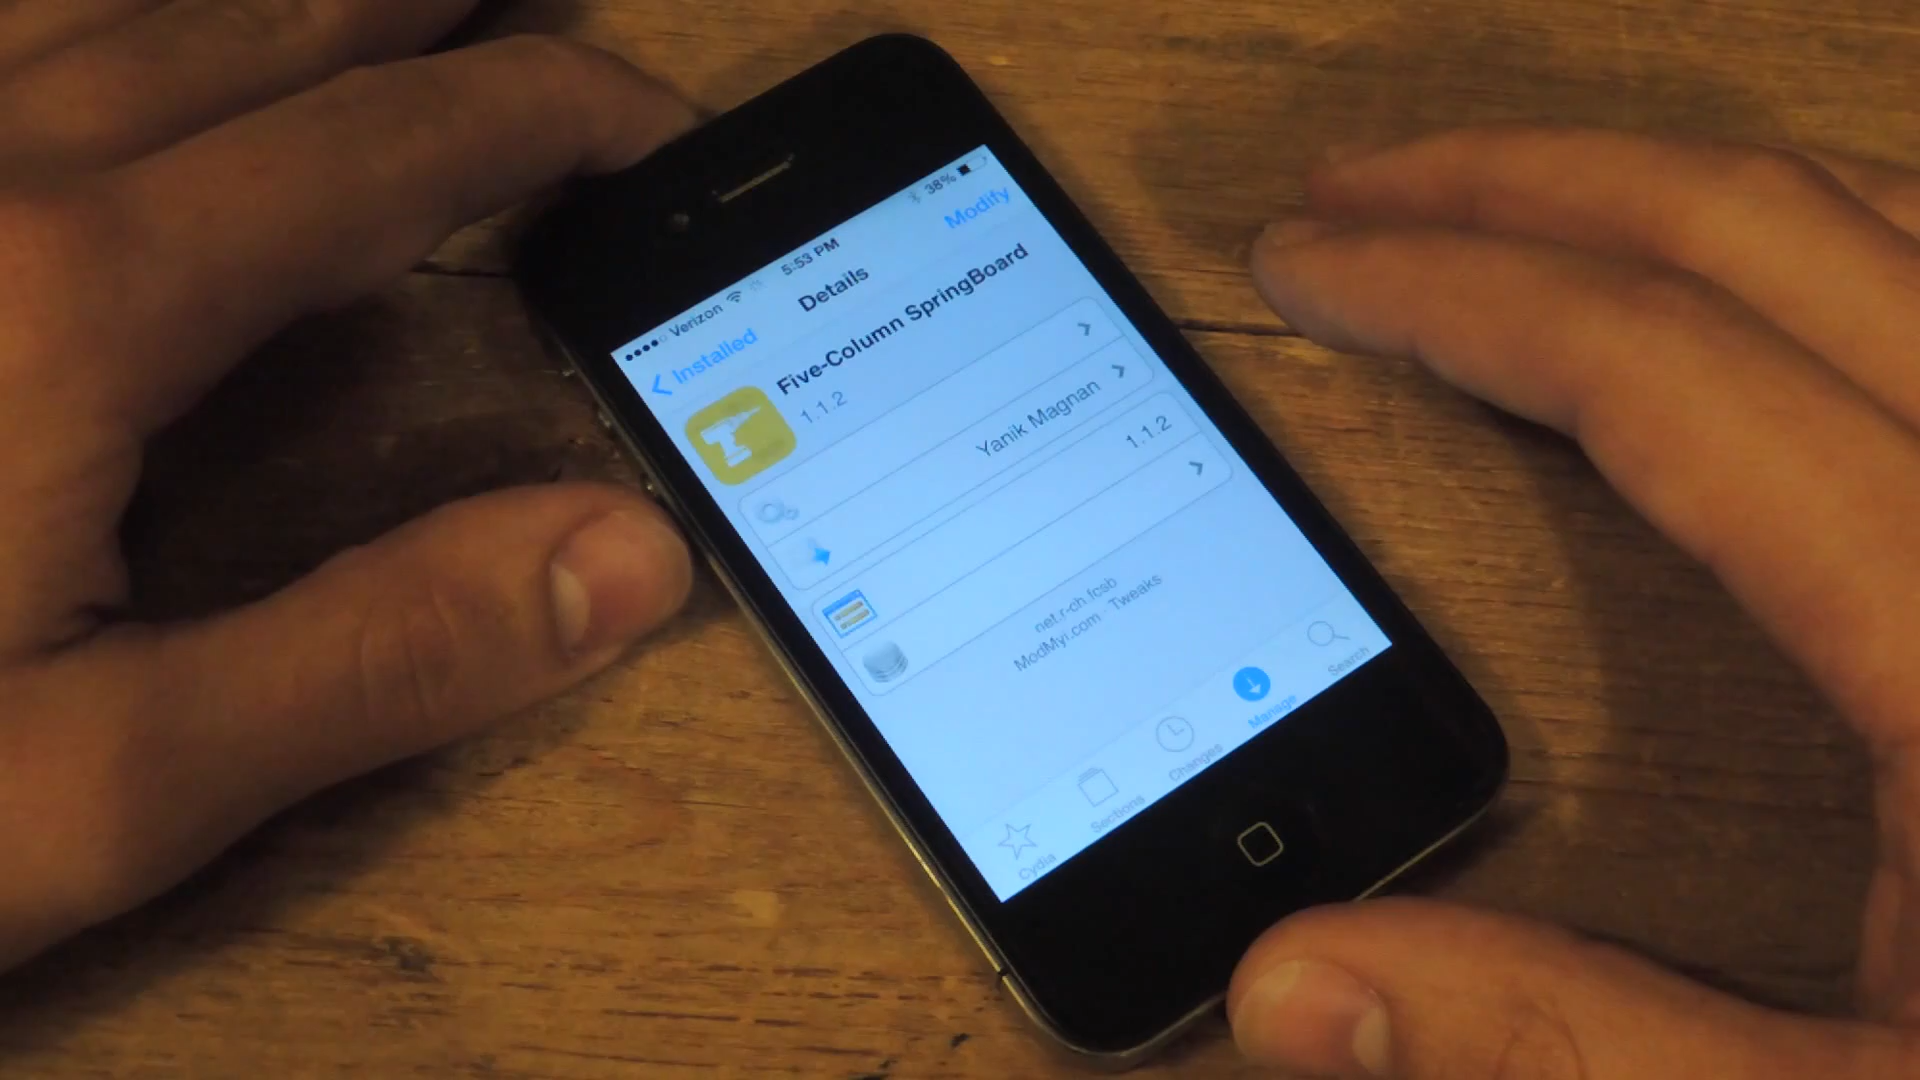 ●●●●○ Verizon 5:53 PM 38%
Installed Details Modify
Five-Column SpringBoard
1.1.2
Yanik Magnan
1.1.2
net.r-ch.fcsb
ModMyi.com · Tweaks
Cydia Sections Changes Manage Search